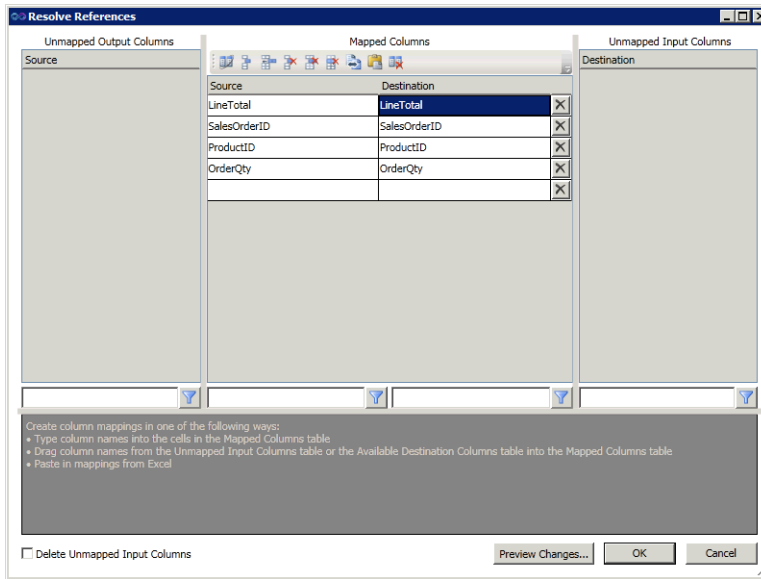 Resolve References
Unmapped Output Columns
Mapped Columns
Unmapped Input Columns
Source
Destination
Source Destination
LineTotal LineTotal
SalesOrderID SalesOrderID
ProductID ProductID
OrderQty OrderQty
Create column mappings in one of the following ways:
• Type column names into the cells in the Mapped Columns table
• Drag column names from the Unmapped Input Columns table or the Available Destination Columns table into the Mapped Columns table
• Paste in mappings from Excel
Delete Unmapped Input Columns
Preview Changes...
OK
Cancel